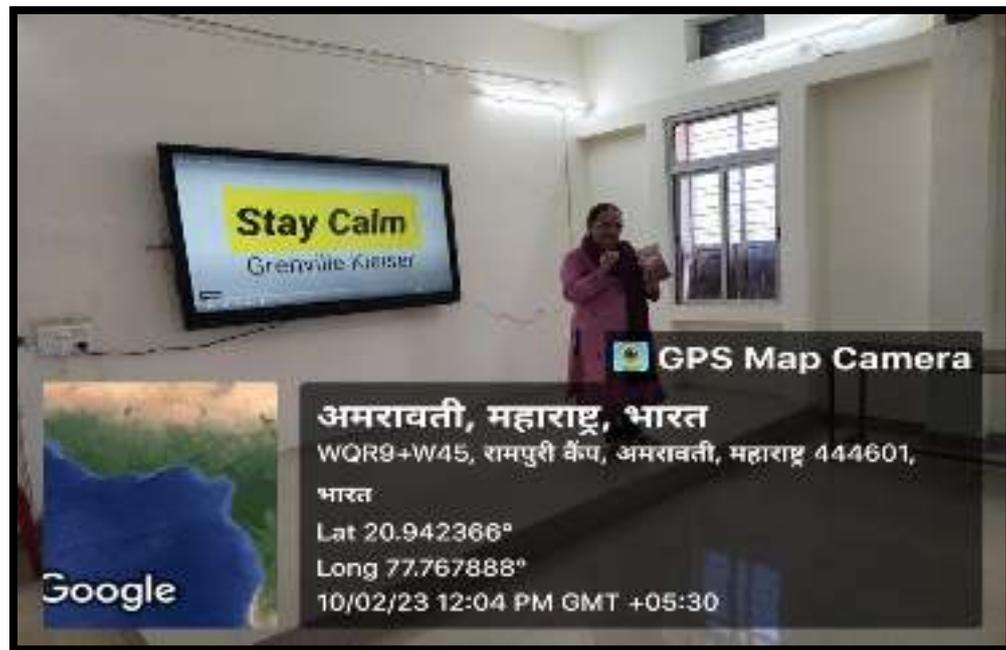 Stay Calm
Grenville Kleiser
GPS Map Camera
अमरावती, महाराष्ट्र, भारत
WQR9+W45, रामपुरी कैंप, अमरावती, महाराष्ट्र 444601,
भारत
Lat 20.942366°
Long 77.767888°
10/02/23 12:04 PM GMT +05:30
Google